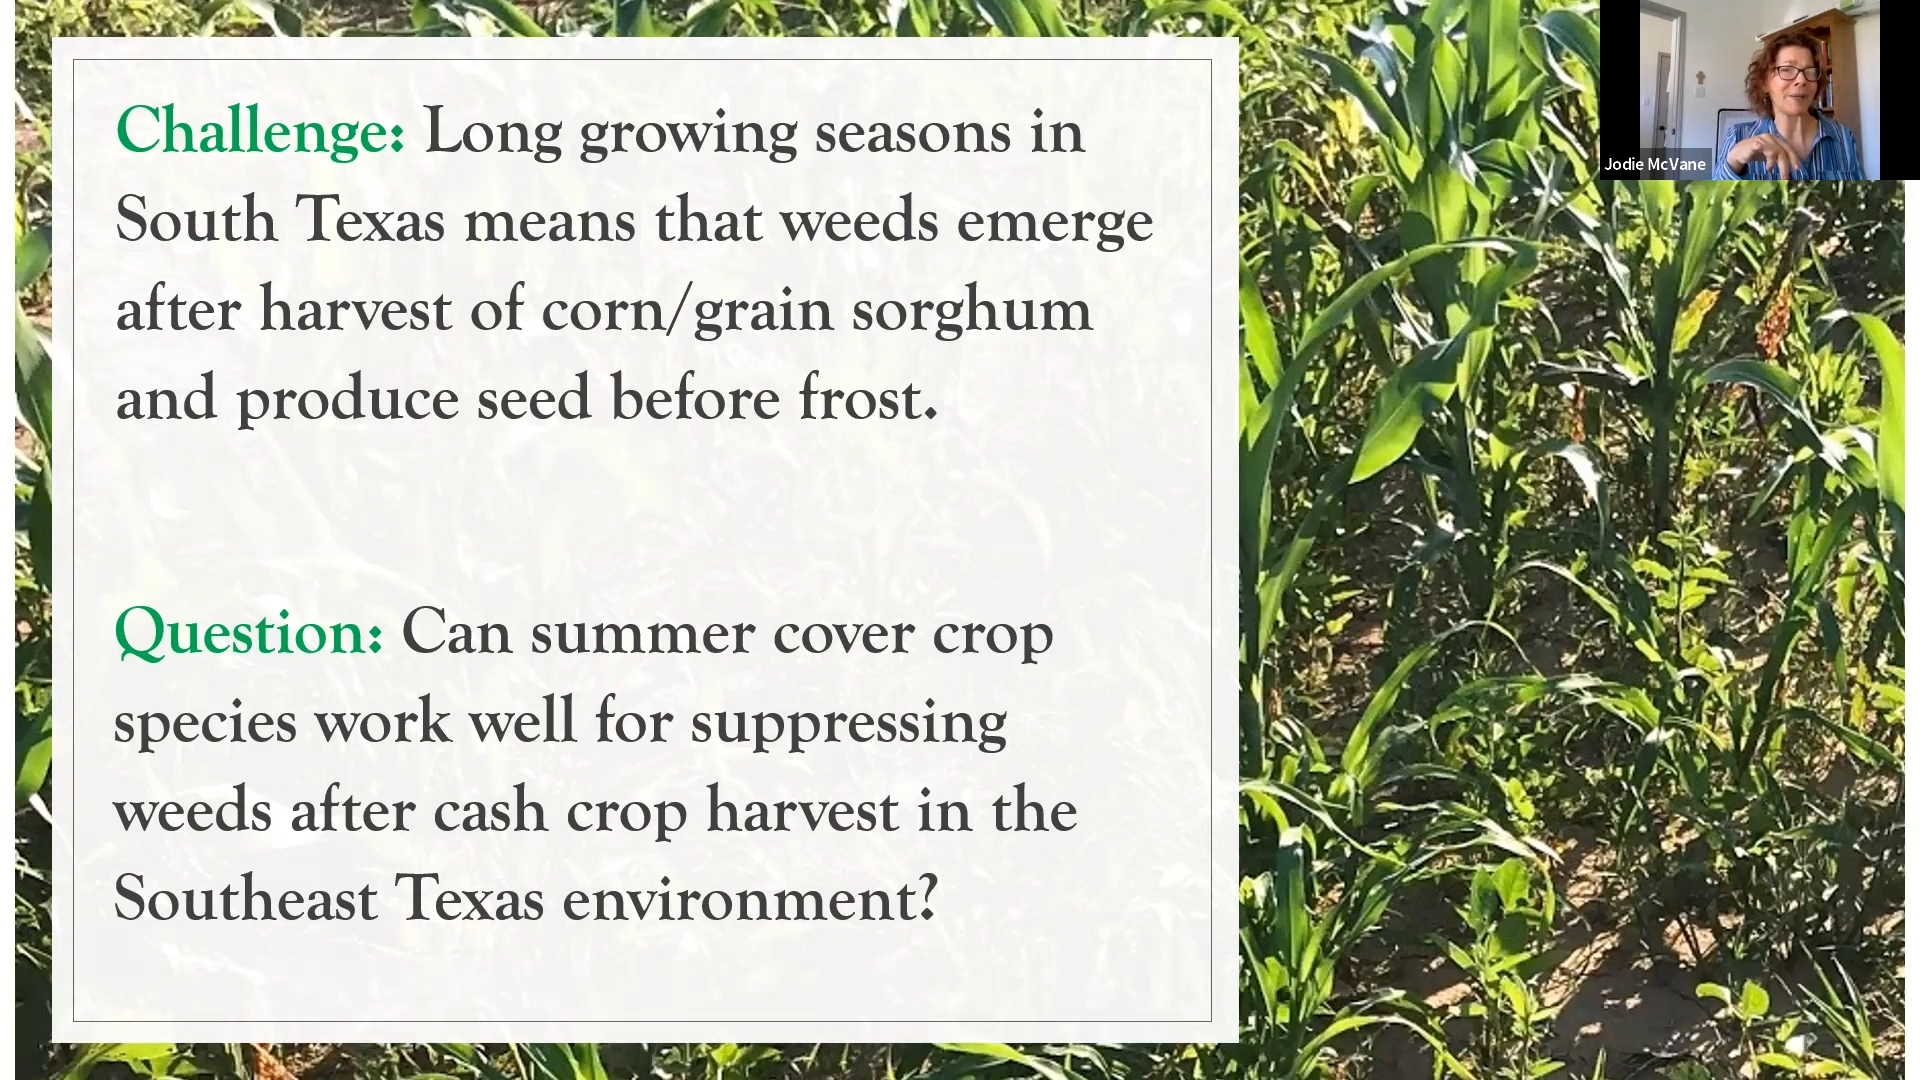 Challenge: Long growing seasons in
South Texas means that weeds emerge
after harvest of corn/grain sorghum
and produce seed before frost.
Question: Can summer cover crop
species work well for suppressing
weeds after cash crop harvest in the
Southeast Texas environment?
Jodie McVane